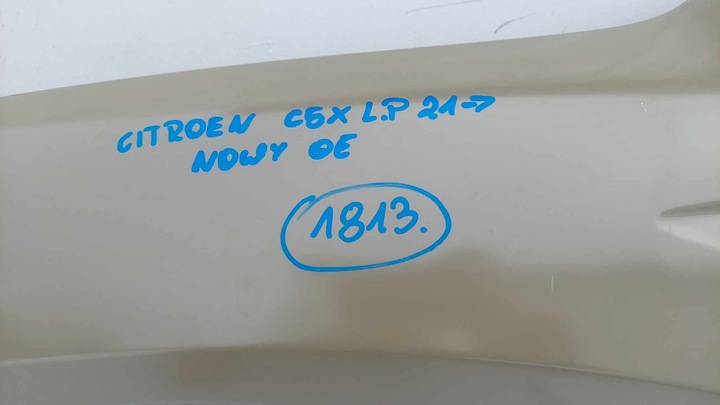 CITROEN C5X L.P 21->
NOWY OE
1813.